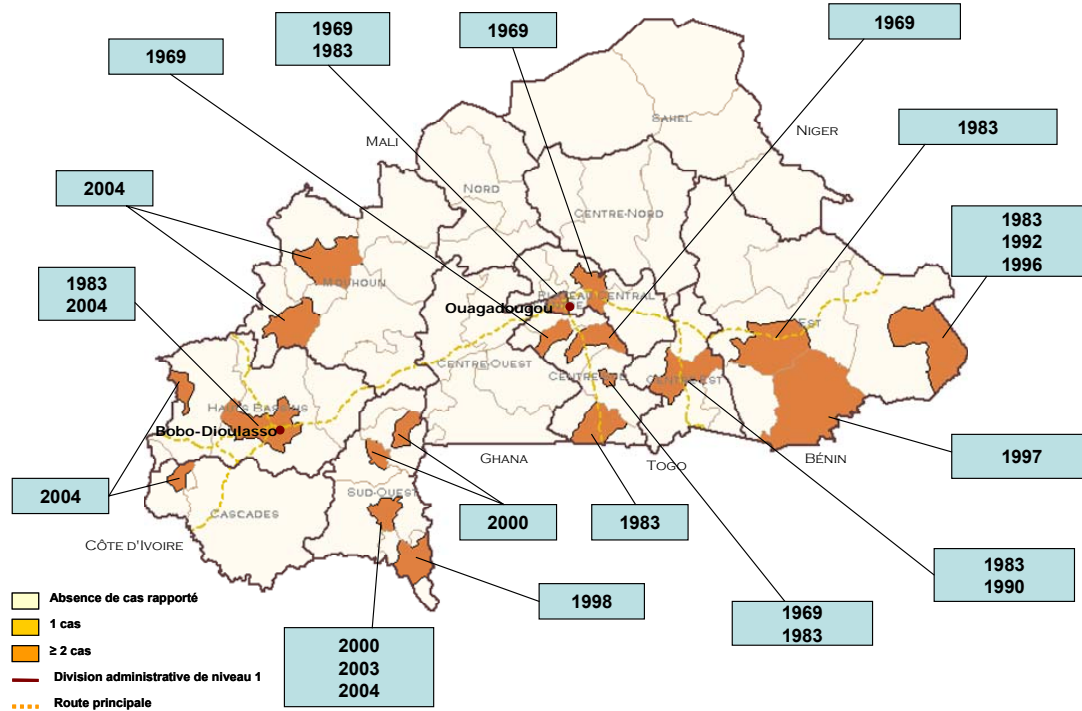 1969
1969
1983
1969
1969
SAHEL
MALI
NIGER
1983
NORD
2004
CENTRE-NORD
1983
1992
1996
MOUHOUN
1983
2004
Ouagadougou
CENTRAL
EST
CENTRE-OUEST
CENTRE-EST
HAUTS BASSINS
Bobo-Dioulasso
GHANA
TOGO
BÉNIN
1997
2004
SUD-OUEST
CASCADES
2000
1983
CÔTE D'IVOIRE
1983
1990
1998
1969
1983
2000
2003
2004
Absence de cas rapporté
1 cas
≥ 2 cas
Division administrative de niveau 1
Route principale